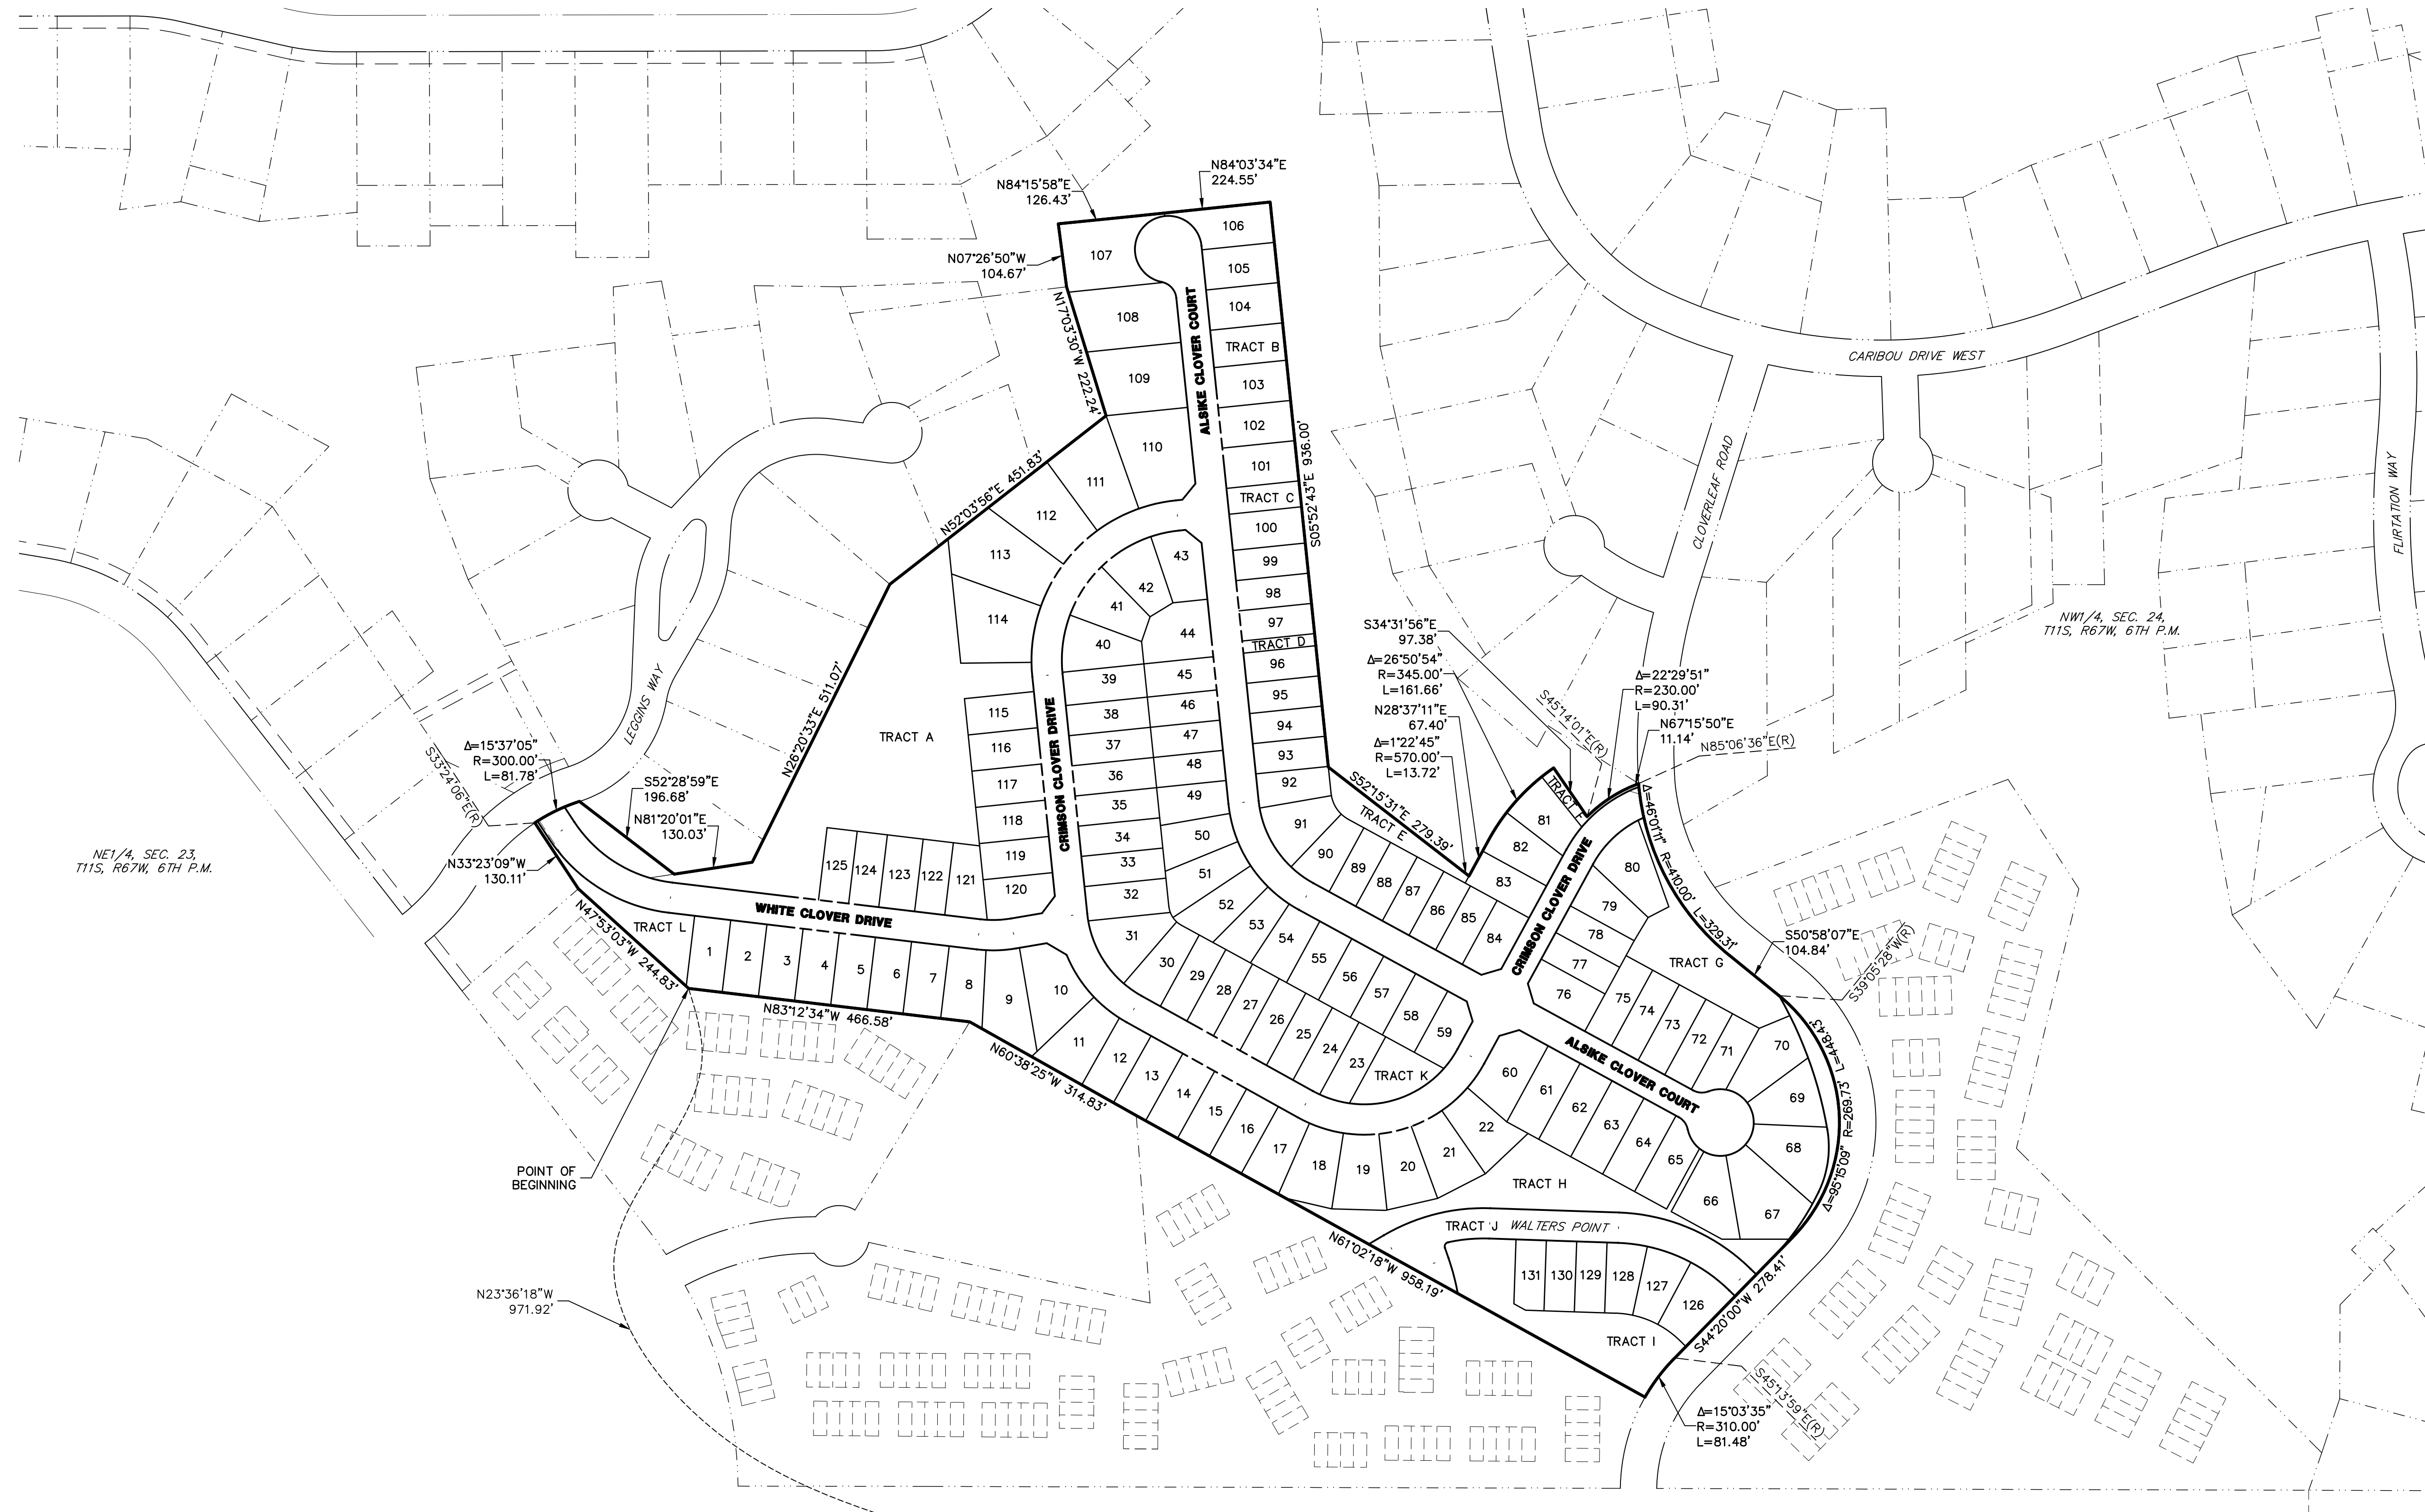 N84°03'34"E
224.55'
N84°15'58"E
126.43'
106
107
N07°26'50"W
104.67'
105
N17°03'30"W 222.24'
ALSIKE CLOVER COURT
104
108
TRACT B
CARIBOU DRIVE WEST
109
103
102
110
S05°52'43"E 936.00'
CLOVERLEAF ROAD
FLIRTATION WAY
N52°03'56"E 451.83'
101
111
TRACT C
112
100
113
43
99
42
98
41
114
97
44
40
TRACT D
96
39
45
95
NW1/4, SEC. 24,
T11S, R67W, 6TH P.M.
S34°31'56"E
97.38'
Δ=26°50'54"
R=345.00'
L=161.66'
Δ=22°29'51"
R=230.00'
L=90.31'
N28°37'11"E
67.40'
N67°15'50"E
11.14'
Δ=1°22'45"
R=570.00'
L=13.72'
S45°14'01"E(R)
N85°06'36"E(R)
LEGGINS WAY
N26°20'33"E 511.07'
TRACT A
115
38
46
94
116
37
47
93
117
36
48
92
118
35
49
119
34
50
91
120
33
51
90
CRIMSON CLOVER DRIVE
Δ=15°37'05"
R=300.00'
L=81.78'
S33°24'06"E(R)
S52°28'59"E
196.68'
N81°20'01"E
130.03'
S52°15'31"E 279.39'
TRACT E
TRACT F
81
82
83
80
79
78
77
76
Δ=46°01'11" R=410.00' L=329.31'
NE1/4, SEC. 23,
T11S, R67W, 6TH P.M.
N33°23'09"W
130.11'
125
124
123
122
121
32
52
89
88
87
86
85
84
CRIMSON CLOVER DRIVE
N47°53'03"W 244.83'
TRACT L
WHITE CLOVER DRIVE
31
53
54
55
56
57
58
59
TRACT G
S50°58'07"E
104.84'
S39°05'28"W(R)
1
2
3
4
5
6
7
8
9
10
30
29
28
27
26
25
24
23
TRACT K
75
74
73
72
71
70
N83°12'34"W 466.58'
11
12
13
14
15
16
17
18
19
20
21
22
ALSIKE CLOVER COURT
60
61
62
63
64
65
66
67
68
69
N60°38'25"W 314.83'
Δ=95°15'09" R=269.73' L=448.43'
POINT OF
BEGINNING
TRACT H
TRACT J
WALTERS POINT
N61°02'18"W 958.19'
131
130
129
128
127
126
S44°20'00"W 278.41'
N23°36'18"W
971.92'
TRACT I
S45°13'59"E(R)
Δ=15°03'35"
R=310.00'
L=81.48'